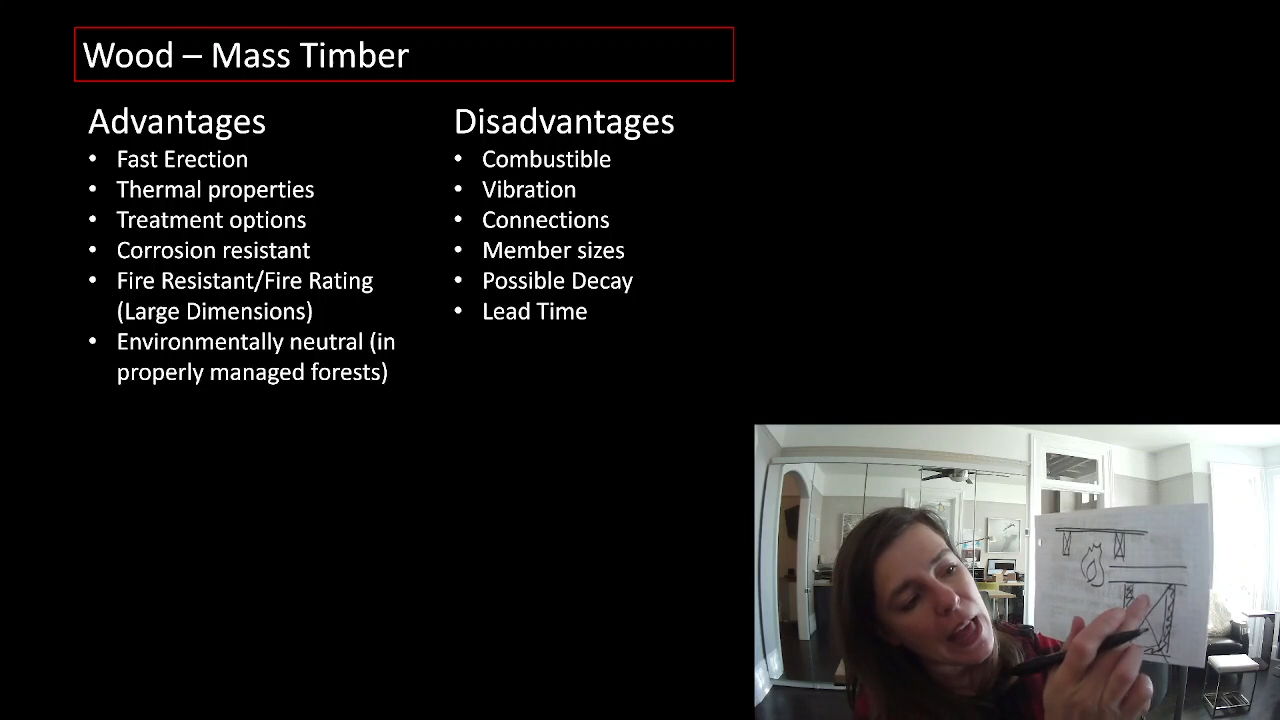 Wood – Mass Timber
Advantages
• Fast Erection
• Thermal properties
• Treatment options
• Corrosion resistant
• Fire Resistant/Fire Rating
(Large Dimensions)
• Environmentally neutral (in
properly managed forests)
Disadvantages
• Combustible
• Vibration
• Connections
• Member sizes
• Possible Decay
• Lead Time